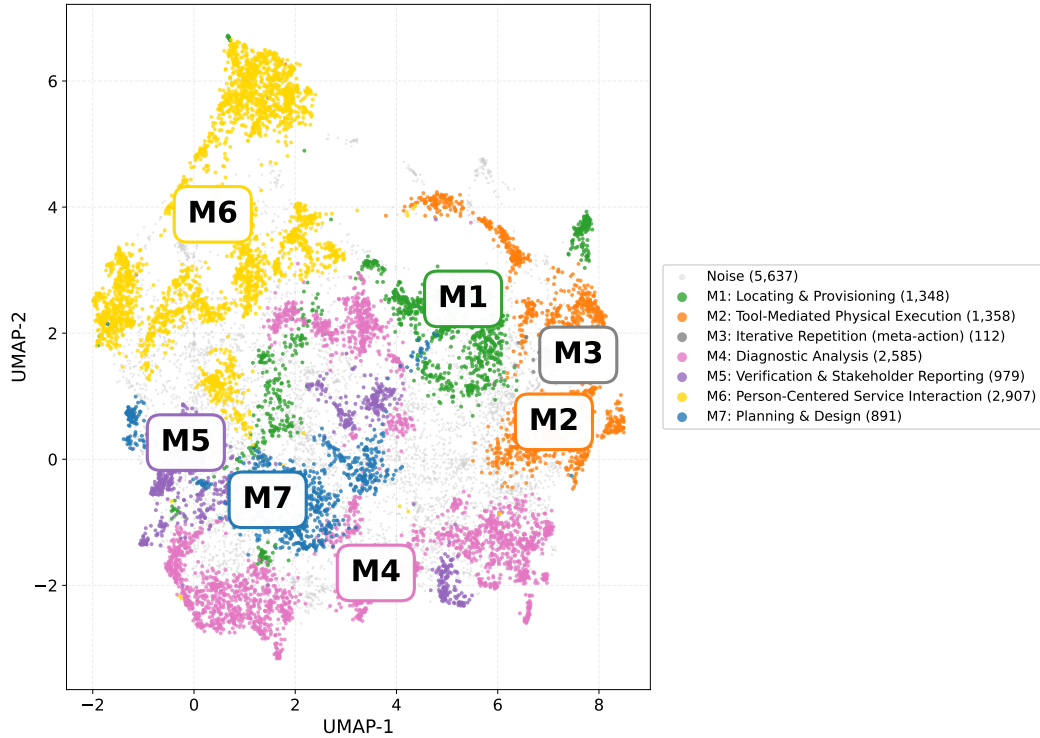 6
4
2
0
−2
UMAP-2
−2
0
2
4
6
8
UMAP-1
M6
M1
M3
M2
M5
M7
M4
Noise (5,637)
M1: Locating & Provisioning (1,348)
M2: Tool-Mediated Physical Execution (1,358)
M3: Iterative Repetition (meta-action) (112)
M4: Diagnostic Analysis (2,585)
M5: Verification & Stakeholder Reporting (979)
M6: Person-Centered Service Interaction (2,907)
M7: Planning & Design (891)